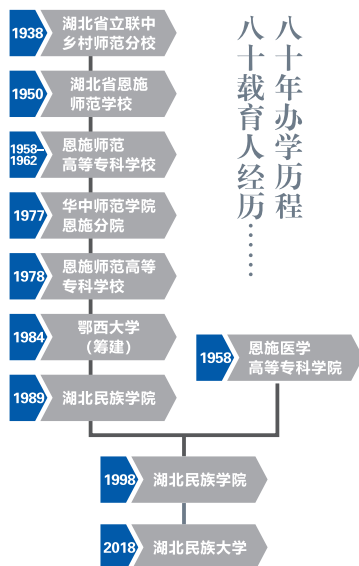 八十年办学历程
八十载育人经历……
1938
湖北省立联中
乡村师范分校
1950
湖北省恩施
师范学校
1958–
1962
恩施师范
高等专科学校
1977
华中师范学院
恩施分院
1978
恩施师范高等
专科学校
1984
鄂西大学
（筹建）
1989
湖北民族学院
1958
恩施医学
高等专科学院
1998
湖北民族学院
2018
湖北民族大学